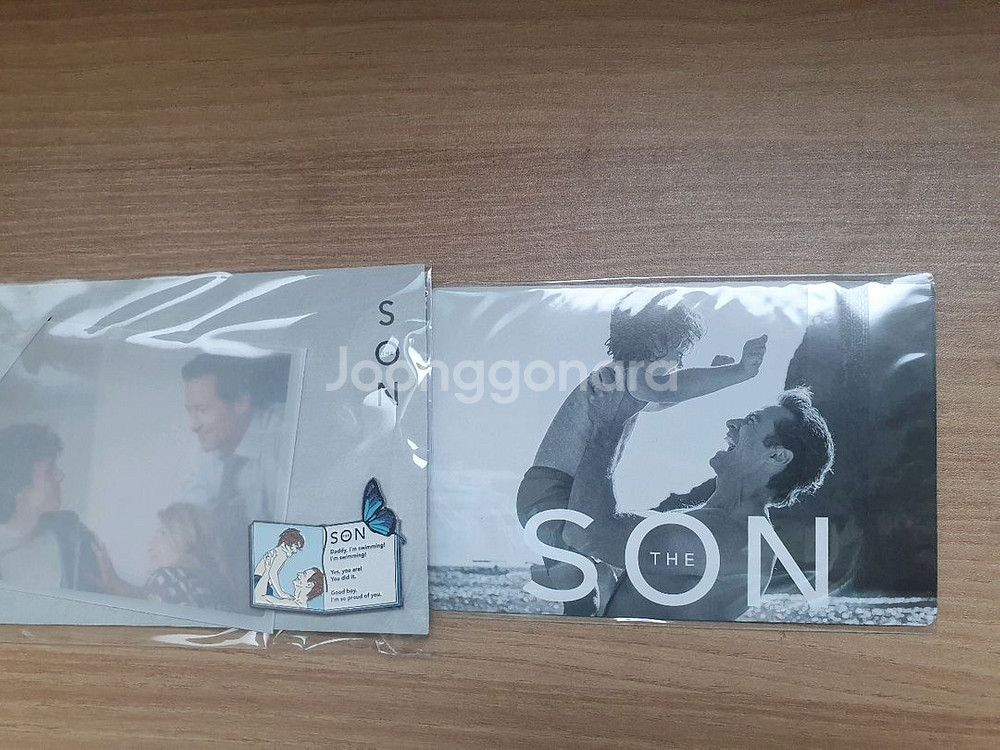 SON
Joonggonara
SON
THE
Daddy, I'm swimming!
I'm swimming!
Yes, you are!
You did it.
Good boy,
I'm so proud of you.
SON
THE